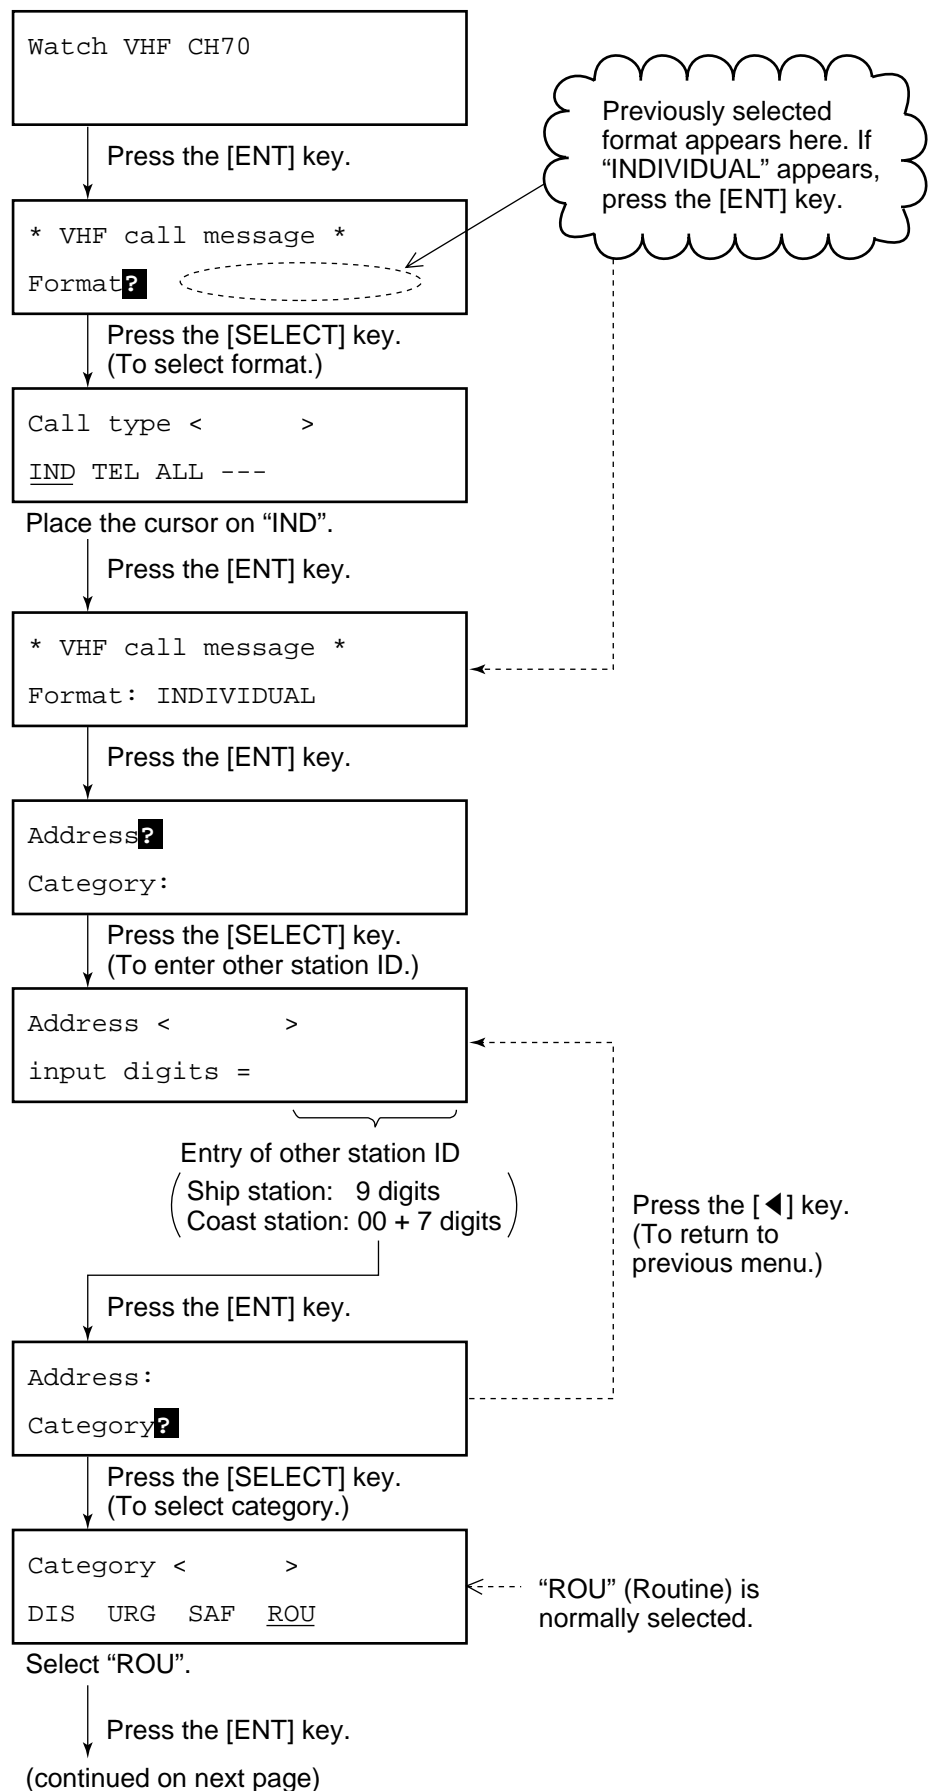 Watch VHF CH70
Previously selected
format appears here. If
“INDIVIDUAL” appears,
press the [ENT] key.
Press the [ENT] key.
* VHF call message *
Format?
Press the [SELECT] key.
(To select format.)
Call type <      >
IND TEL ALL ---
Place the cursor on “IND”.
Press the [ENT] key.
* VHF call message *
Format: INDIVIDUAL
Press the [ENT] key.
Address?
Category:
Press the [SELECT] key.
(To enter other station ID.)
Address <      >
input digits =
Entry of other station ID
Ship station:   9 digits
Coast station: 00 + 7 digits
Press the [◀] key.
(To return to
previous menu.)
Press the [ENT] key.
Address:
Category?
Press the [SELECT] key.
(To select category.)
Category <      >
DIS  URG  SAF  ROU
“ROU” (Routine) is
normally selected.
Select “ROU”.
Press the [ENT] key.
(continued on next page)